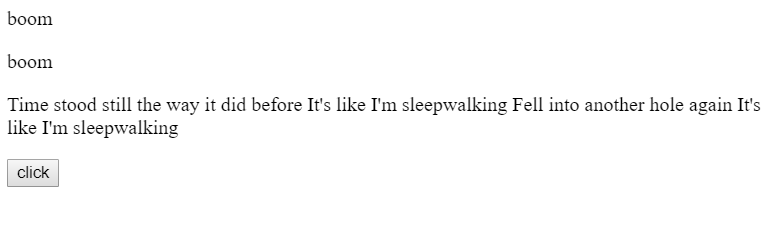 boom
boom
Time stood still the way it did before It's like I'm sleepwalking Fell into another hole again It's
like I'm sleepwalking
click